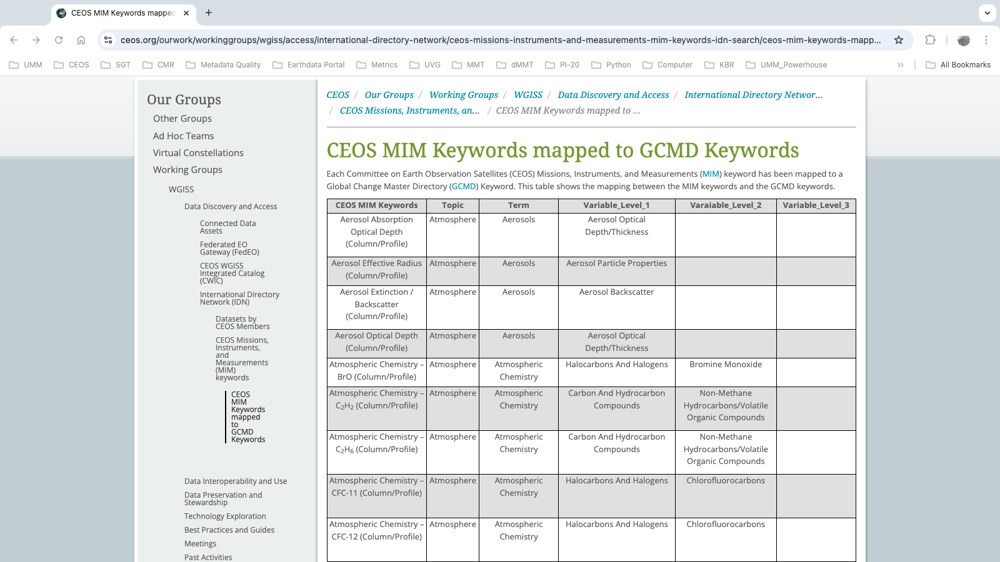 CEOS MIM Keywords mapped
ceos.org/ourwork/workinggroups/wgiss/access/international-directory-network/ceos-missions-instruments-and-measurements-mim-keywords-idn-search/ceos-mim-keywords-mapp...
UMM CEOS SGT CMR Metadata Quality Earthdata Portal Metrics UVG MMT dMMT PI-20 Python Computer KBR UMM_Powerhouse » All Bookmarks
Our Groups
Other Groups
Ad Hoc Teams
Virtual Constellations
Working Groups
WGISS
Data Discovery and Access
Connected Data
Assets
Federated EO
Gateway (FedEO)
CEOS WGISS
Integrated Catalog
(CWIC)
International Directory
Network (IDN)
Datasets by
CEOS Members
CEOS Missions,
Instruments,
and
Measurements
(MIM)
keywords
CEOS
MIM
Keywords
mapped
to
GCMD
Keywords
Data Interoperability and Use
Data Preservation and
Stewardship
Technology Exploration
Best Practices and Guides
Meetings
Past Activities
CEOS / Our Groups / Working Groups / WGISS / Data Discovery and Access / International Directory Networ...
/ CEOS Missions, Instruments, an... / CEOS MIM Keywords mapped to ...
CEOS MIM Keywords mapped to GCMD Keywords
Each Committee on Earth Observation Satellites (CEOS) Missions, Instruments, and Measurements (MIM) keyword has been mapped to a
Global Change Master Directory (GCMD) Keyword. This table shows the mapping between the MIM keywords and the GCMD keywords.
CEOS MIM Keywords Topic Term Variable_Level_1 Varaiable_Level_2 Variable_Level_3
Aerosol Absorption Atmosphere Aerosols Aerosol Optical
Optical Depth Depth/Thickness
(Column/Profile)
Aerosol Effective Radius Atmosphere Aerosols Aerosol Particle Properties
(Column/Profile)
Aerosol Extinction / Atmosphere Aerosols Aerosol Backscatter
Backscatter
(Column/Profile)
Aerosol Optical Depth Atmosphere Aerosols Aerosol Optical
(Column/Profile) Depth/Thickness
Atmospheric Chemistry – Atmosphere Atmospheric Halocarbons And Halogens Bromine Monoxide
BrO (Column/Profile) Chemistry
Atmospheric Chemistry – Atmosphere Atmospheric Carbon And Hydrocarbon Non-Methane
C₂H₂ (Column/Profile) Chemistry Compounds Hydrocarbons/Volatile
Organic Compounds
Atmospheric Chemistry – Atmosphere Atmospheric Carbon And Hydrocarbon Non-Methane
C₂H₆ (Column/Profile) Chemistry Compounds Hydrocarbons/Volatile
Organic Compounds
Atmospheric Chemistry – Atmosphere Atmospheric Halocarbons And Halogens Chlorofluorocarbons
CFC-11 (Column/Profile) Chemistry
Atmospheric Chemistry – Atmosphere Atmospheric Halocarbons And Halogens Chlorofluorocarbons
CFC-12 (Column/Profile) Chemistry